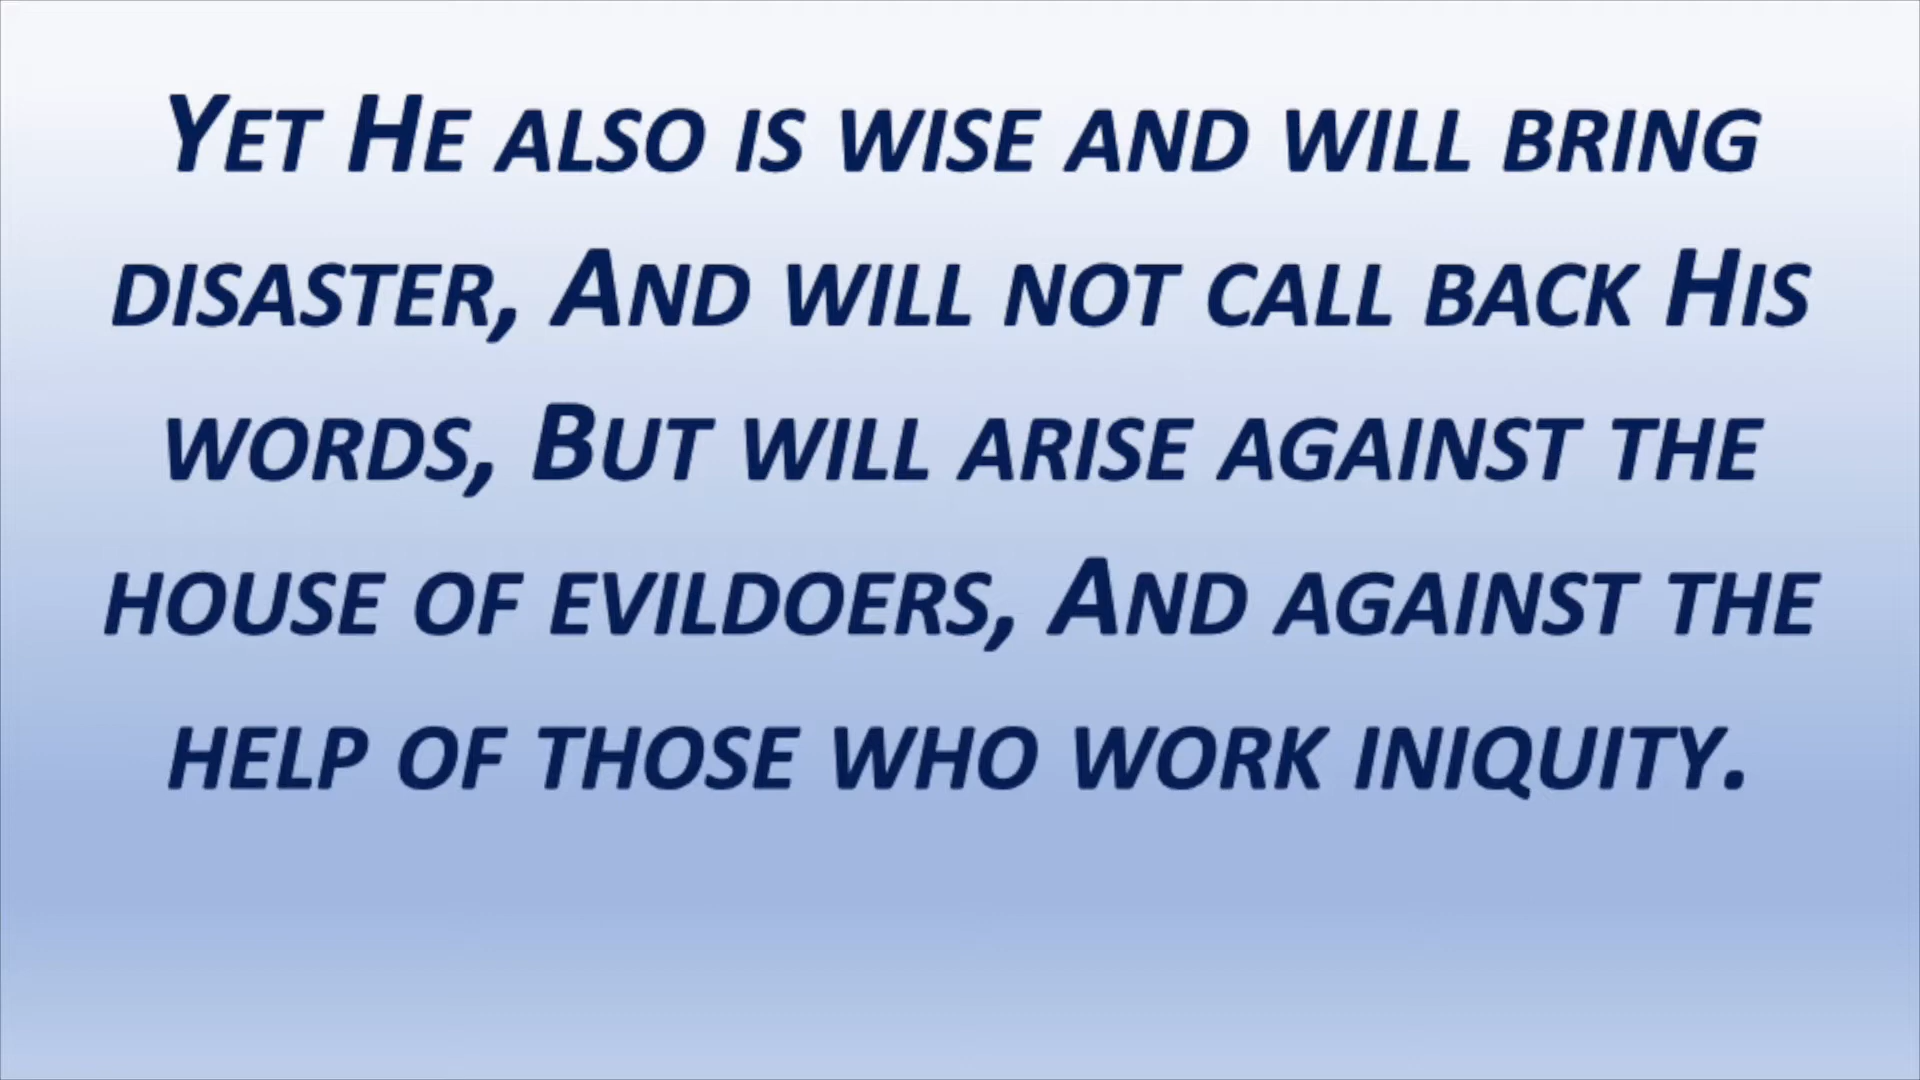 Yet He also is wise and will bring
disaster, And will not call back His
words, But will arise against the
house of evildoers, And against the
help of those who work iniquity.